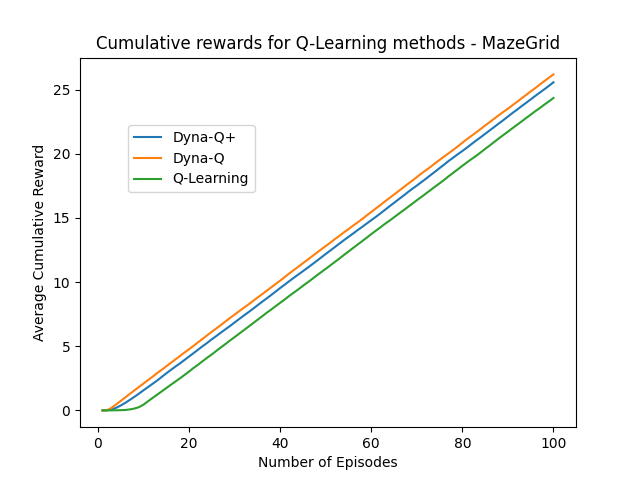 Cumulative rewards for Q-Learning methods - MazeGrid
25
20
15
10
5
0
Average Cumulative Reward
Dyna-Q+
Dyna-Q
Q-Learning
0 20 40 60 80 100
Number of Episodes